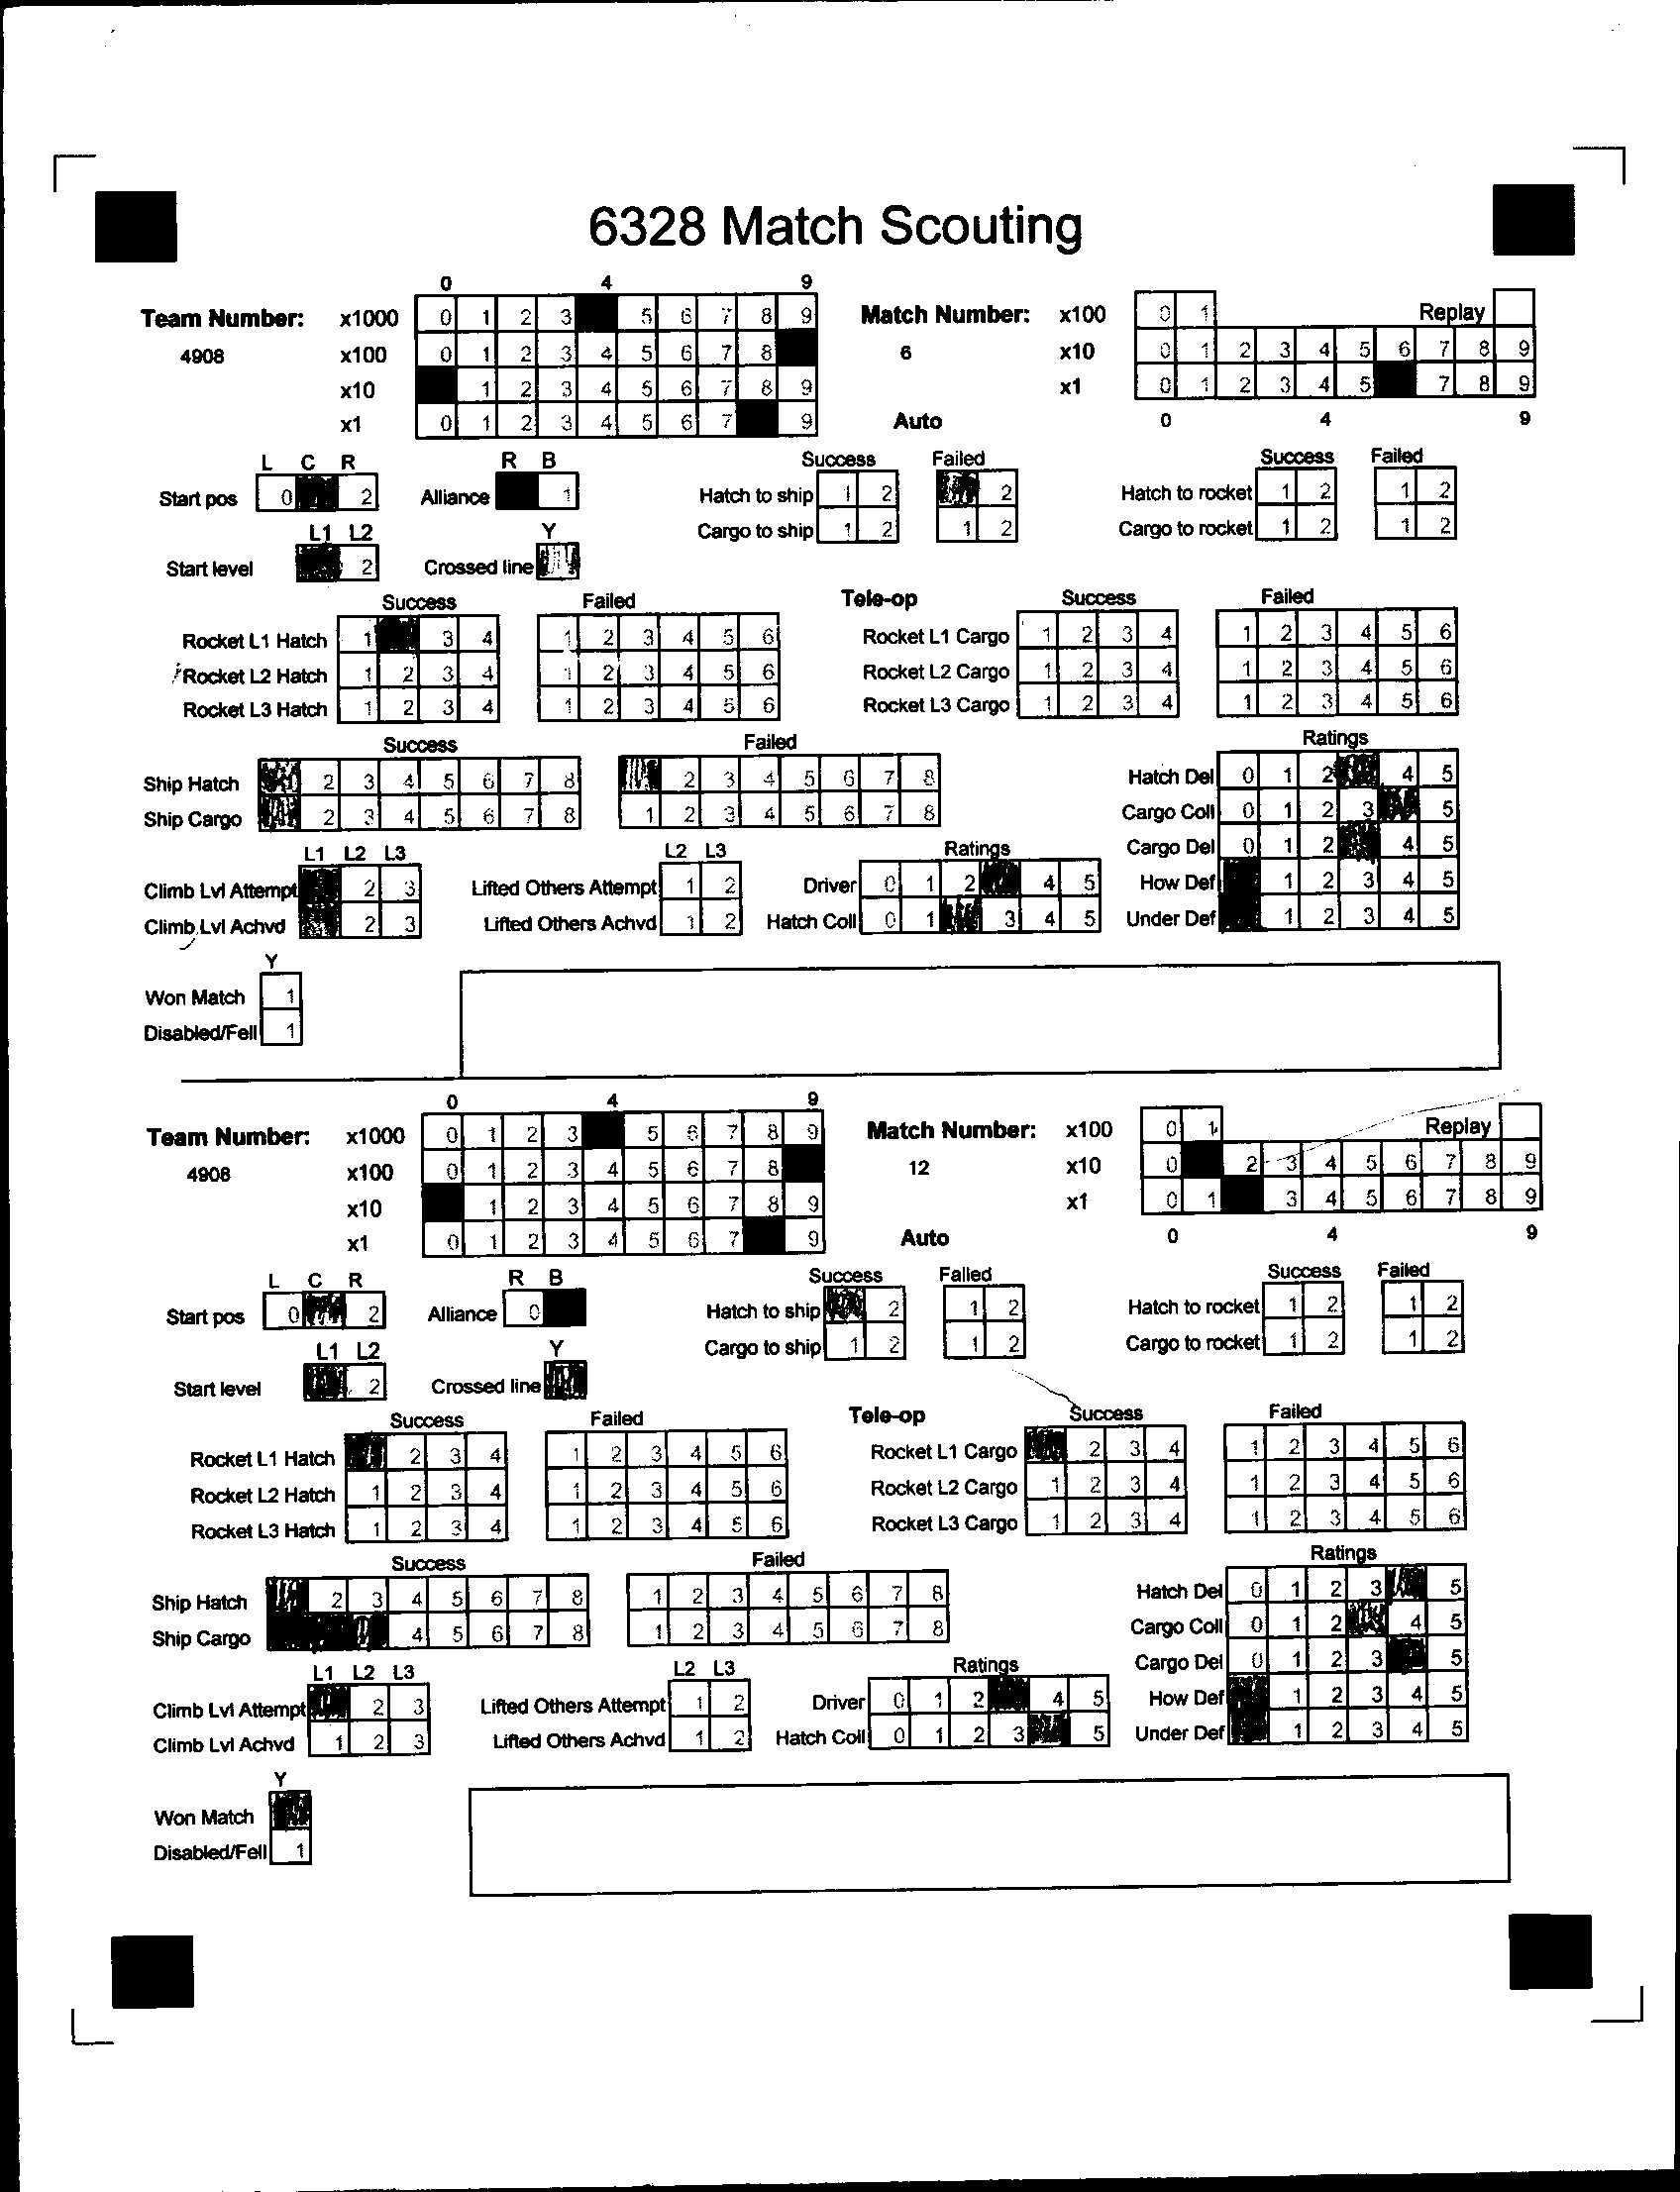 6328 Match Scouting
0 4 9
Team Number: x1000 0 1 2 3 5 6 7 8 9 Match Number: x100 0 1 Replay
4908 x100 0 1 2 3 4 5 6 7 8 6 x10 0 1 2 3 4 5 6 7 8 9
x10 1 2 3 4 5 6 7 8 9 x1 0 1 2 3 4 5 7 8 9
x1 0 1 2 3 4 5 6 7 9 Auto 0 4 9
L C R R B Success Failed Success Failed
Start pos 0 2 Alliance 1 Hatch to ship 1 2 2 Hatch to rocket 1 2 1 2
L1 L2 Y Cargo to ship 1 2 1 2 Cargo to rocket 1 2 1 2
Start level 2 Crossed line
Success Failed Tele-op Success Failed
Rocket L1 Hatch 1 3 4 1 2 3 4 5 6 Rocket L1 Cargo 1 2 3 4 1 2 3 4 5 6
Rocket L2 Hatch 1 2 3 4 1 2 3 4 5 6 Rocket L2 Cargo 1 2 3 4 1 2 3 4 5 6
Rocket L3 Hatch 1 2 3 4 1 2 3 4 5 6 Rocket L3 Cargo 1 2 3 4 1 2 3 4 5 6
Success Failed Ratings
Ship Hatch 2 3 4 5 6 7 8 2 3 4 5 6 7 8 Hatch Del 0 1 2 4 5
Ship Cargo 2 3 4 5 6 7 8 1 2 3 4 5 6 7 8 Cargo Coll 0 1 2 3 5
L1 L2 L3 L2 L3 Ratings Cargo Del 0 1 2 4 5
Climb Lvl Attempt 2 3 Lifted Others Attempt 1 2 Driver 0 1 2 4 5 How Def 1 2 3 4 5
Climb Lvl Achvd 2 3 Lifted Others Achvd 1 2 Hatch Coll 0 1 3 4 5 Under Def 1 2 3 4 5
Y
Won Match 1
Disabled/Fell 1
0 4 9
Team Number: x1000 0 1 2 3 5 6 7 8 9 Match Number: x100 0 1 Replay
4908 x100 0 1 2 3 4 5 6 7 8 12 x10 0 2 3 4 5 6 7 8 9
x10 1 2 3 4 5 6 7 8 9 x1 0 1 3 4 5 6 7 8 9
x1 0 1 2 3 4 5 6 7 9 Auto 0 4 9
L C R R B Success Failed Success Failed
Start pos 0 2 Alliance 0 Hatch to ship 2 1 2 Hatch to rocket 1 2 1 2
L1 L2 Y Cargo to ship 1 2 1 2 Cargo to rocket 1 2 1 2
Start level 2 Crossed line
Success Failed Tele-op Success Failed
Rocket L1 Hatch 2 3 4 1 2 3 4 5 6 Rocket L1 Cargo 2 3 4 1 2 3 4 5 6
Rocket L2 Hatch 1 2 3 4 1 2 3 4 5 6 Rocket L2 Cargo 1 2 3 4 1 2 3 4 5 6
Rocket L3 Hatch 1 2 3 4 1 2 3 4 5 6 Rocket L3 Cargo 1 2 3 4 1 2 3 4 5 6
Success Failed Ratings
Ship Hatch 2 3 4 5 6 7 8 1 2 3 4 5 6 7 8 Hatch Del 0 1 2 3 5
Ship Cargo 4 5 6 7 8 1 2 3 4 5 6 7 8 Cargo Coll 0 1 2 4 5
L1 L2 L3 L2 L3 Ratings Cargo Del 0 1 2 3 5
Climb Lvl Attempt 2 3 Lifted Others Attempt 1 2 Driver 0 1 2 4 5 How Def 1 2 3 4 5
Climb Lvl Achvd 1 2 3 Lifted Others Achvd 1 2 Hatch Coll 0 1 2 3 5 Under Def 1 2 3 4 5
Y
Won Match
Disabled/Fell 1